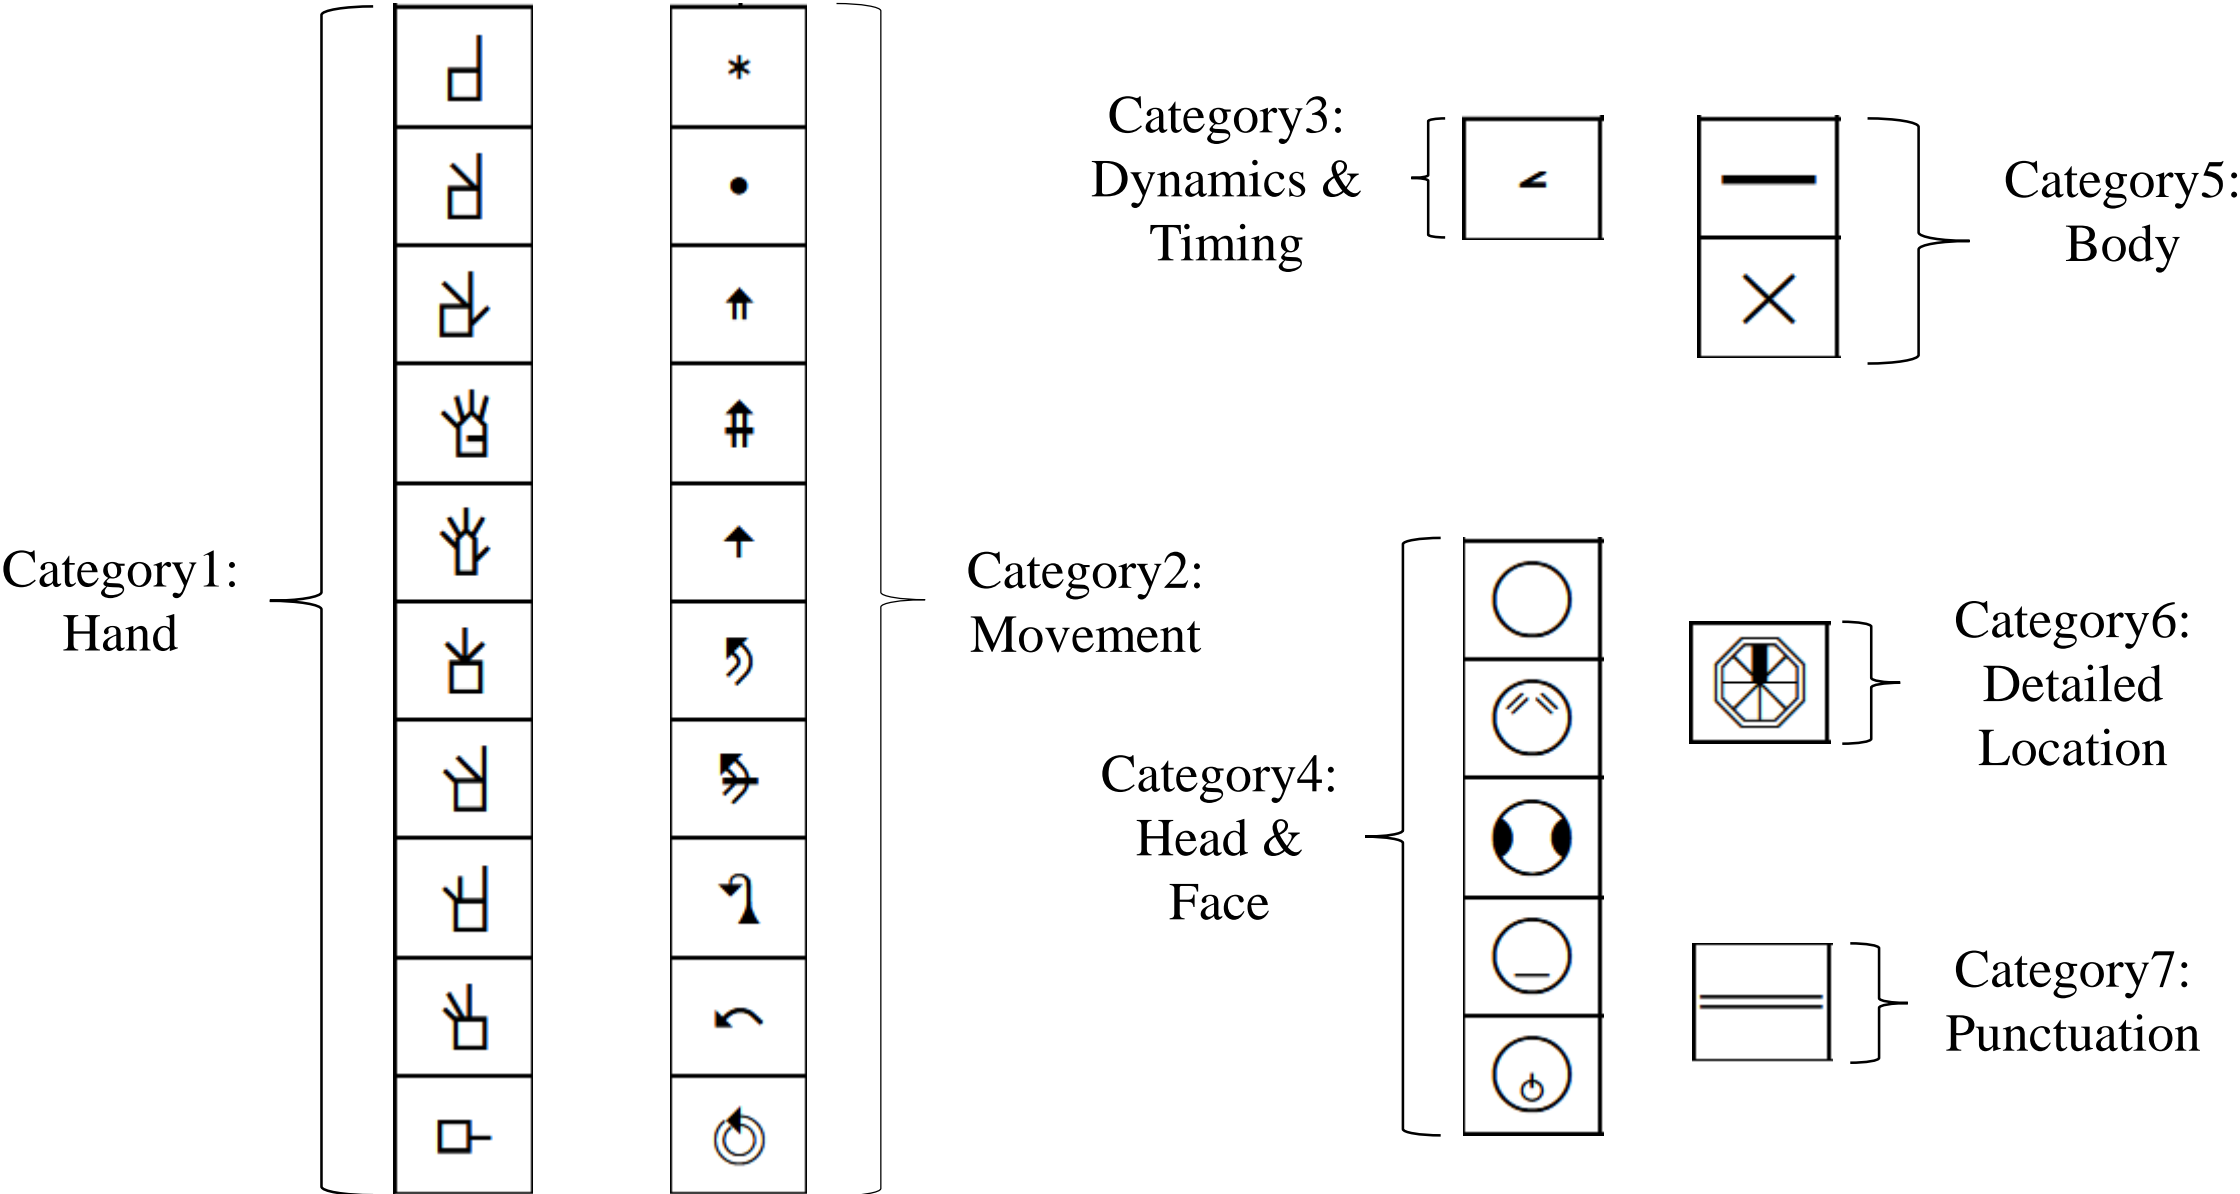 Category1:
Hand
Category2:
Movement
Category3:
Dynamics &
Timing
Category4:
Head &
Face
Category5:
Body
Category6:
Detailed
Location
Category7:
Punctuation